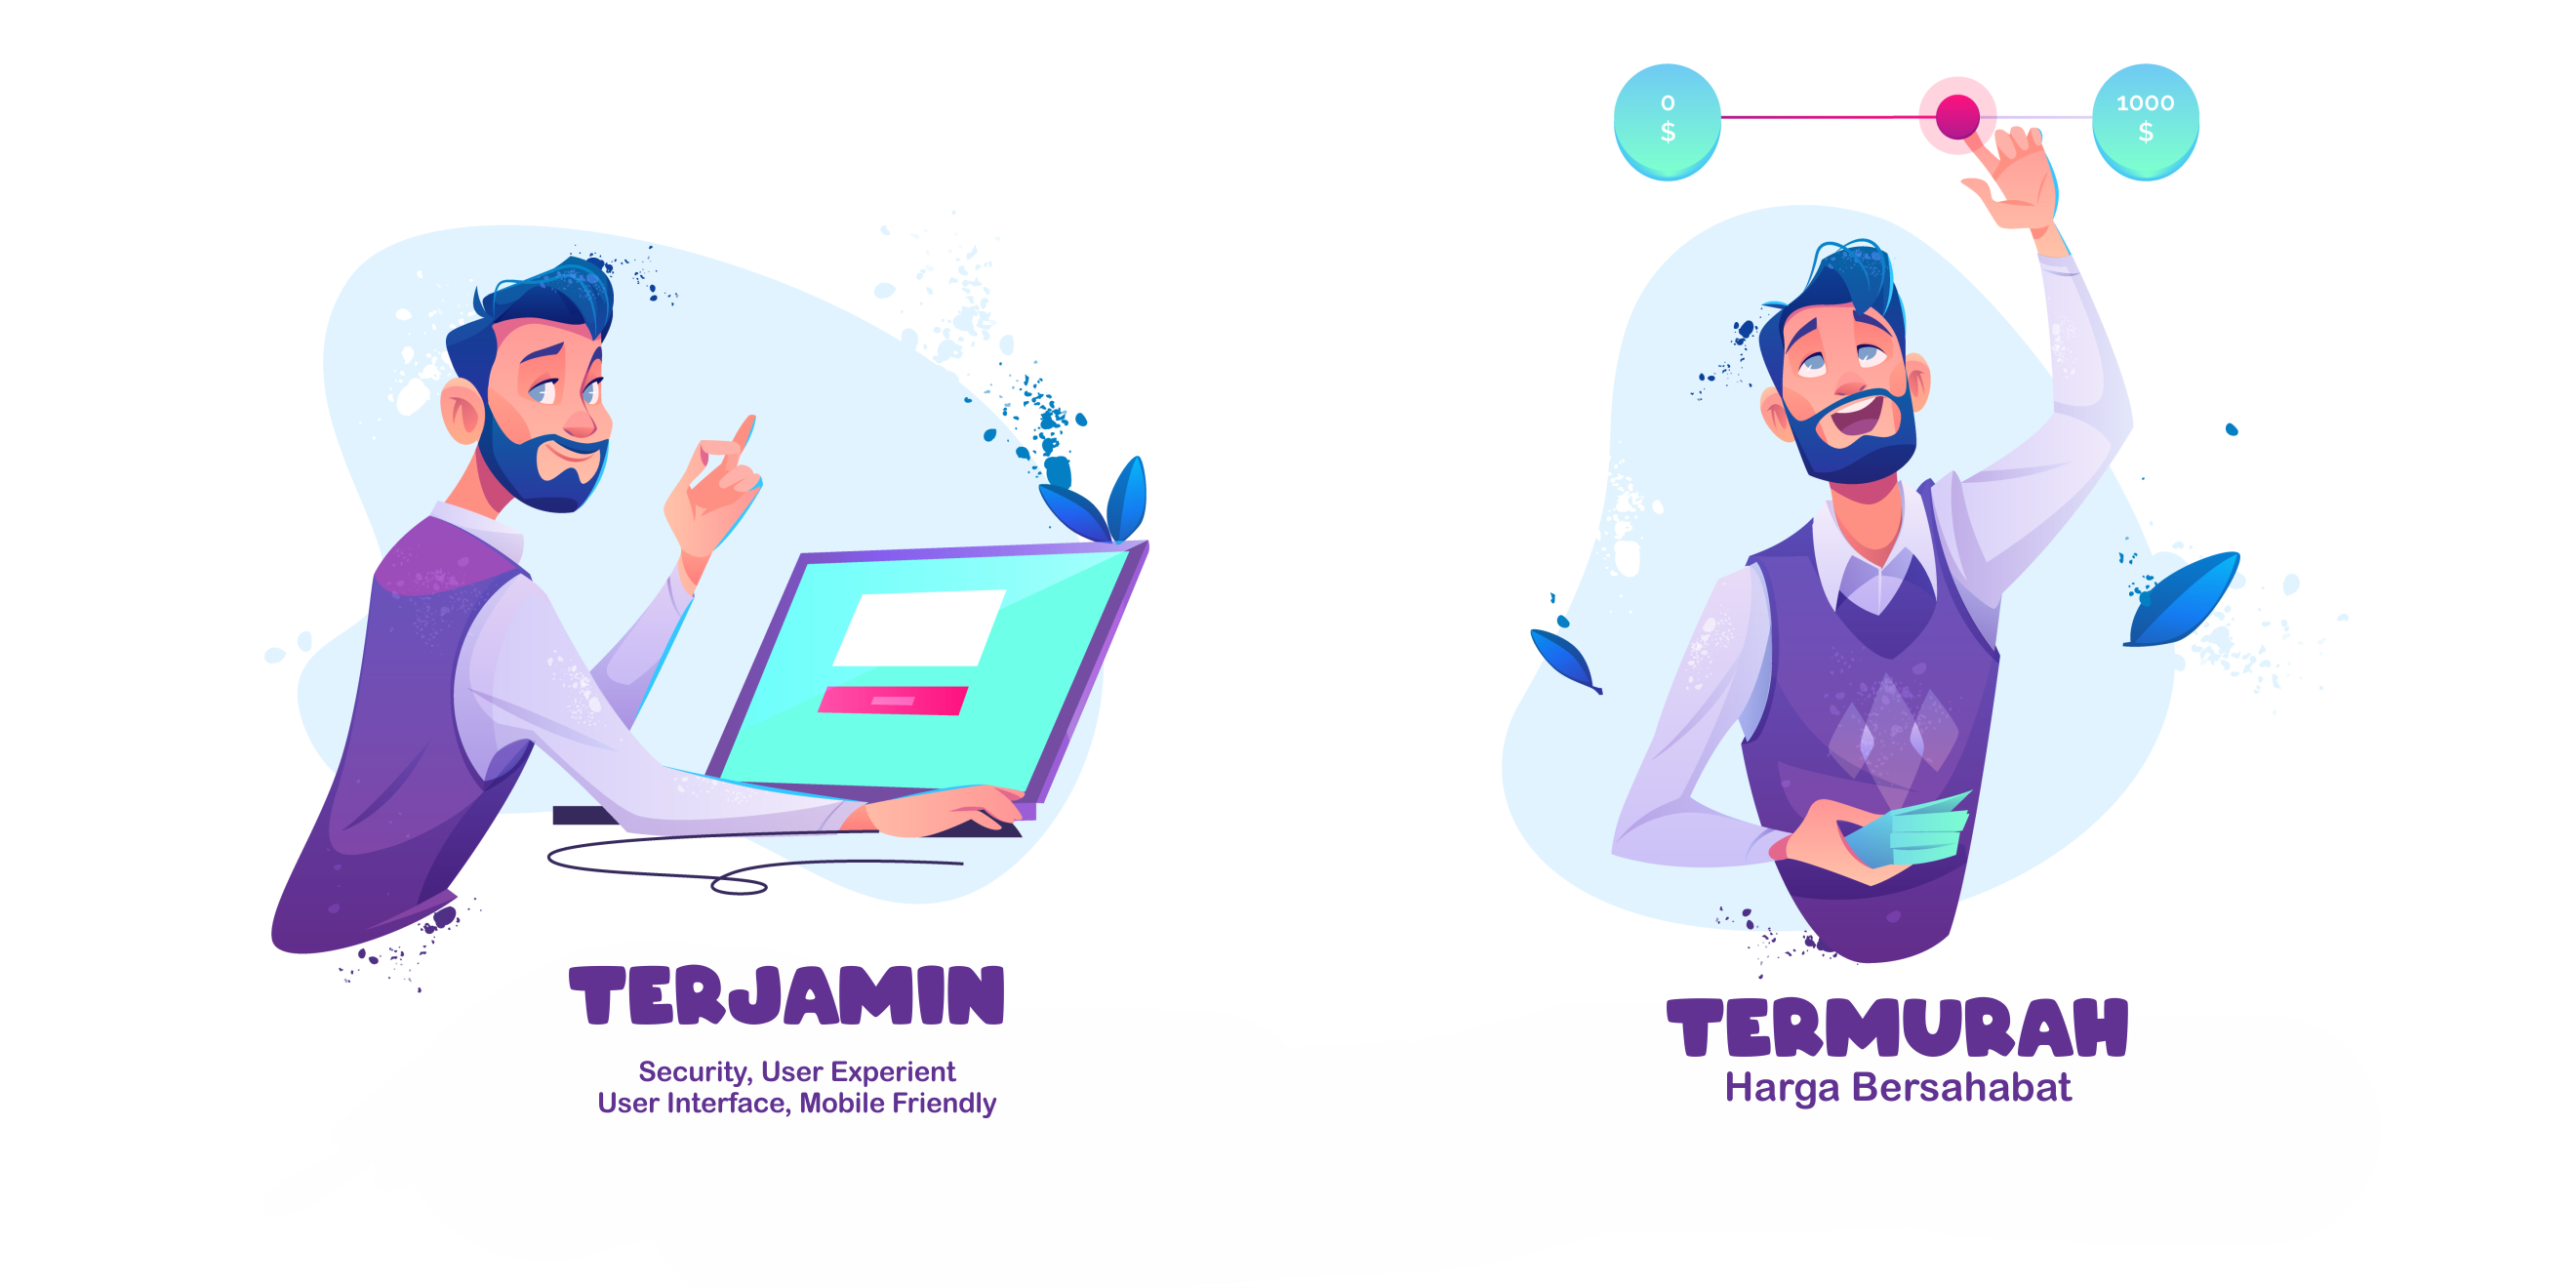 0
$
1000
$
TERJAMIN
Security, User Experient
User Interface, Mobile Friendly
TERMURAH
Harga Bersahabat